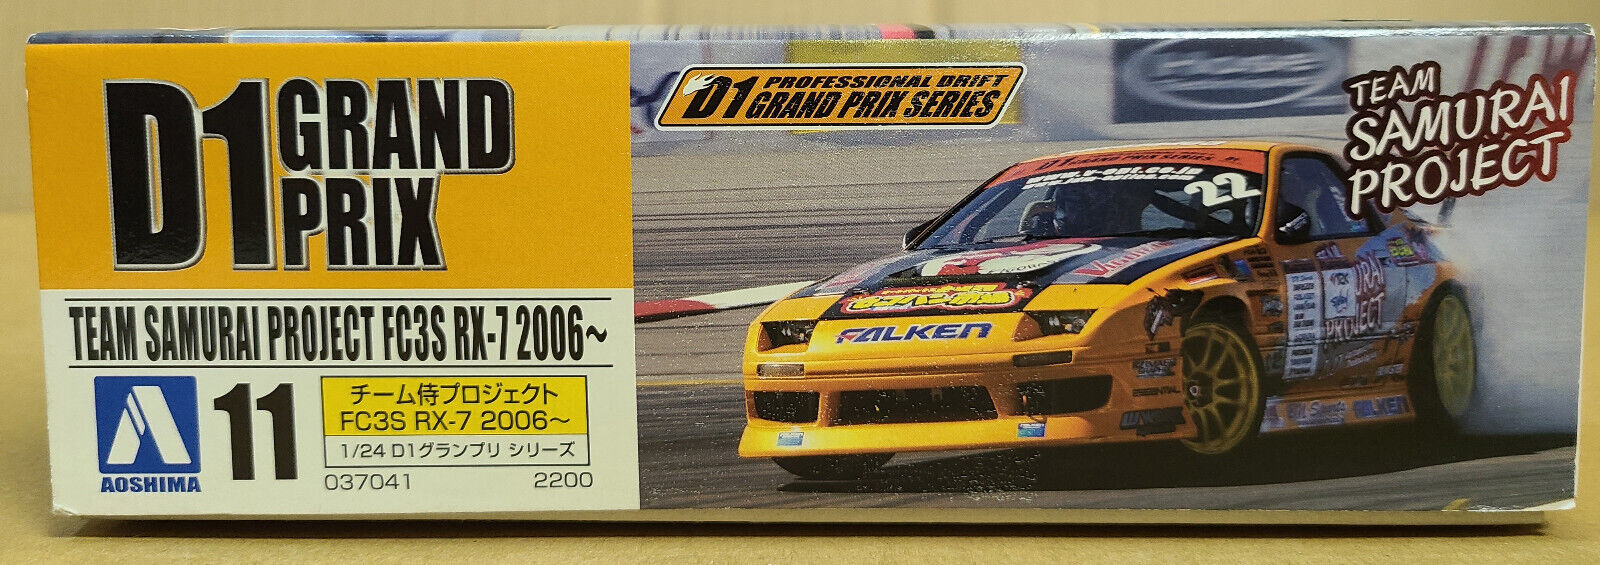 D1 GRAND PRIX
TEAM SAMURAI PROJECT FC3S RX-7 2006~
AOSHIMA
11
チーム侍プロジェクト
FC3S RX-7 2006〜
1/24 D1グランプリ シリーズ
037041 2200
PROFESSIONAL DRIFT
D1 GRAND PRIX SERIES
TEAM
SAMURAI
PROJECT
22
FALKEN
FALKEN